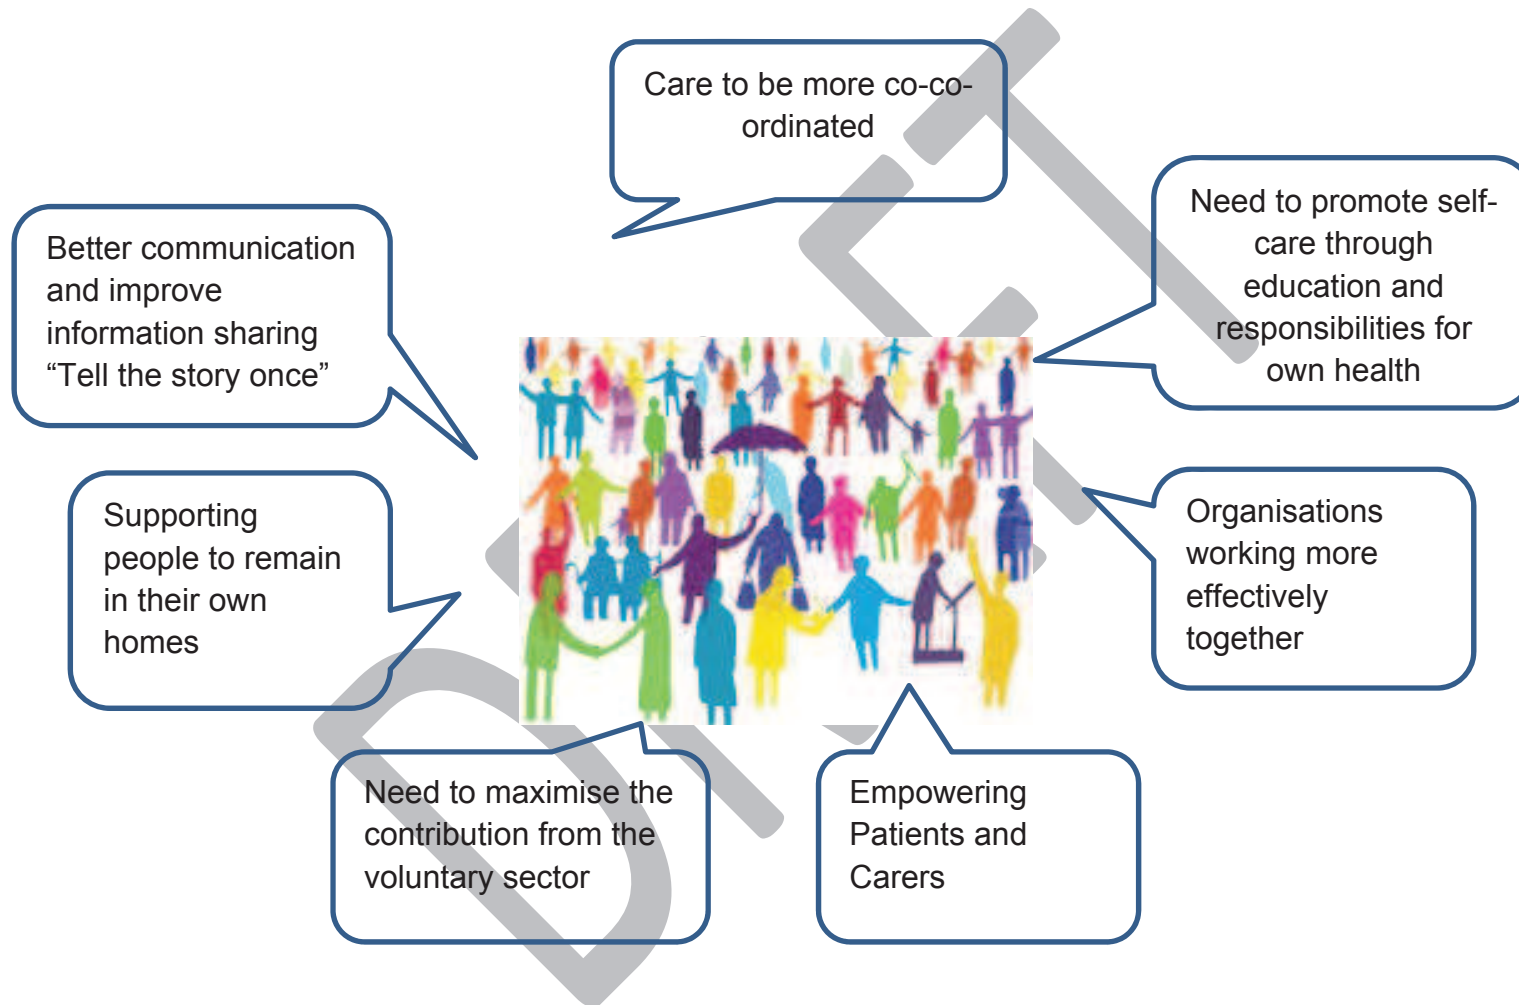 Care to be more co-co-
ordinated
Need to promote self-
care through
education and
responsibilities for
own health
Better communication
and improve
information sharing
“Tell the story once”
Supporting
people to remain
in their own
homes
Organisations
working more
effectively
together
Need to maximise the
contribution from the
voluntary sector
Empowering
Patients and
Carers
DRAFT